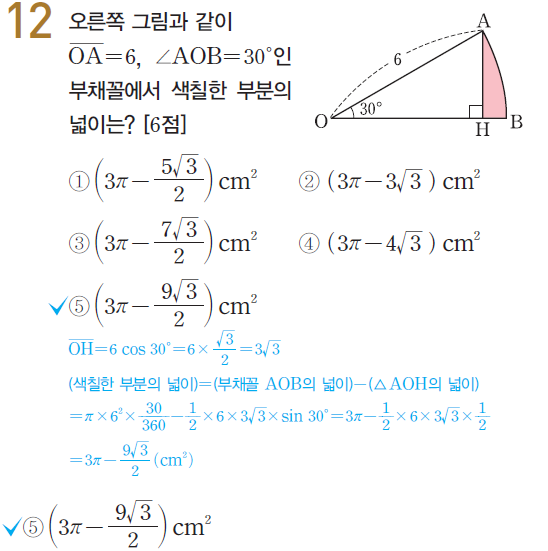 12 오른쪽 그림과 같이
O͞A͞=6, ∠AOB=30°인
부채꼴에서 색칠한 부분의
넓이는? [6점]
A
6
30°
O
H
B
① (3π−5√3/2) cm² ② (3π−3√3) cm²
③ (3π−7√3/2) cm² ④ (3π−4√3) cm²
✓⑤ (3π−9√3/2) cm²
O͞H͞=6 cos 30°=6×√3/2=3√3
(색칠한 부분의 넓이)=(부채꼴 AOB의 넓이)−(△AOH의 넓이)
=π×6²×30/360−1/2×6×3√3×sin 30°=3π−1/2×6×3√3×1/2
=3π−9√3/2(cm²)
✓⑤ (3π−9√3/2) cm²